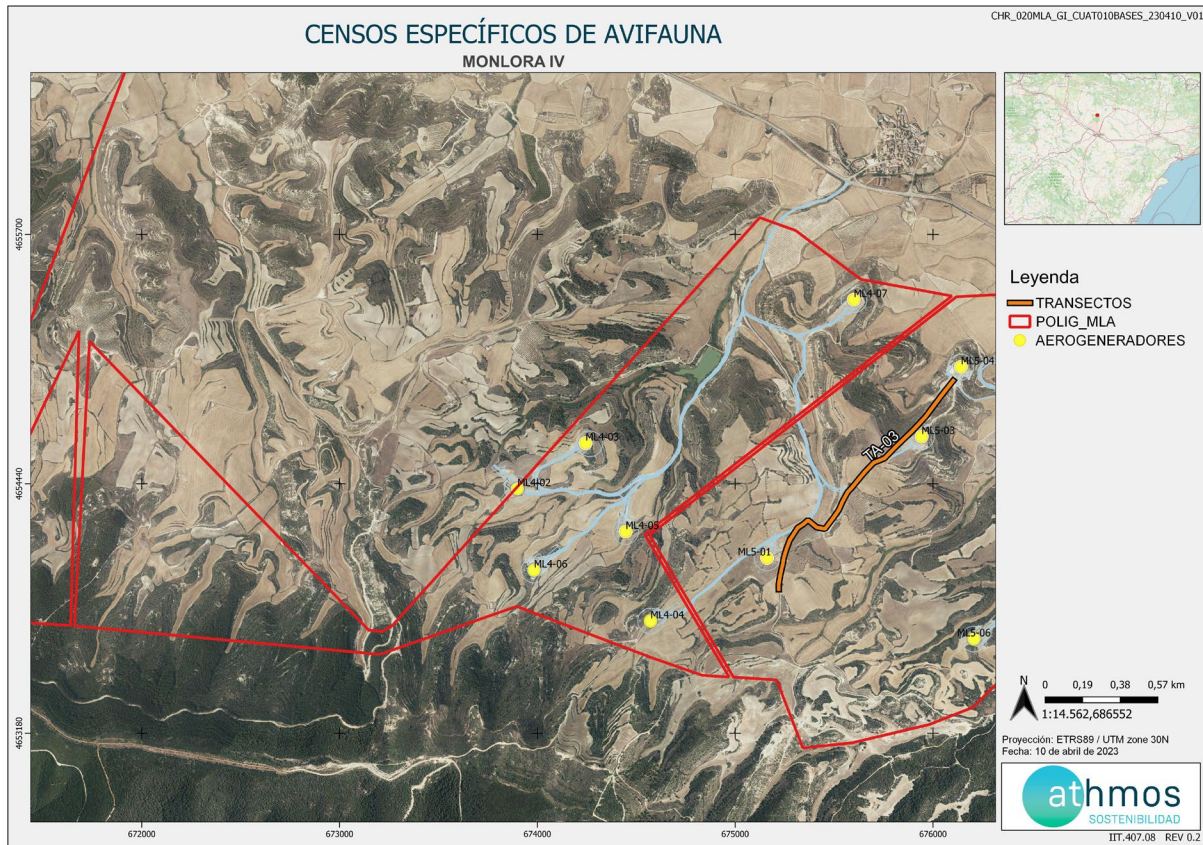 CHR_020MLA_GI_CUAT010BASES_230410_V01
CENSOS ESPECÍFICOS DE AVIFAUNA
MONLORA IV
4655700
4654440
4653180
672000
673000
674000
675000
676000
ML4-07
ML5-04
ML4-03
ML5-03
TA-03
ML4-02
ML4-05
ML4-06
ML5-01
ML4-04
ML5-06
Leyenda
TRANSECTOS
POLIG_MLA
AEROGENERADORES
N
0 0,19 0,38 0,57 km
1:14.562,686552
Proyección: ETRS89 / UTM zone 30N
Fecha: 10 de abril de 2023
athmos
SOSTENIBILIDAD
IIT.407.08 REV 0.2